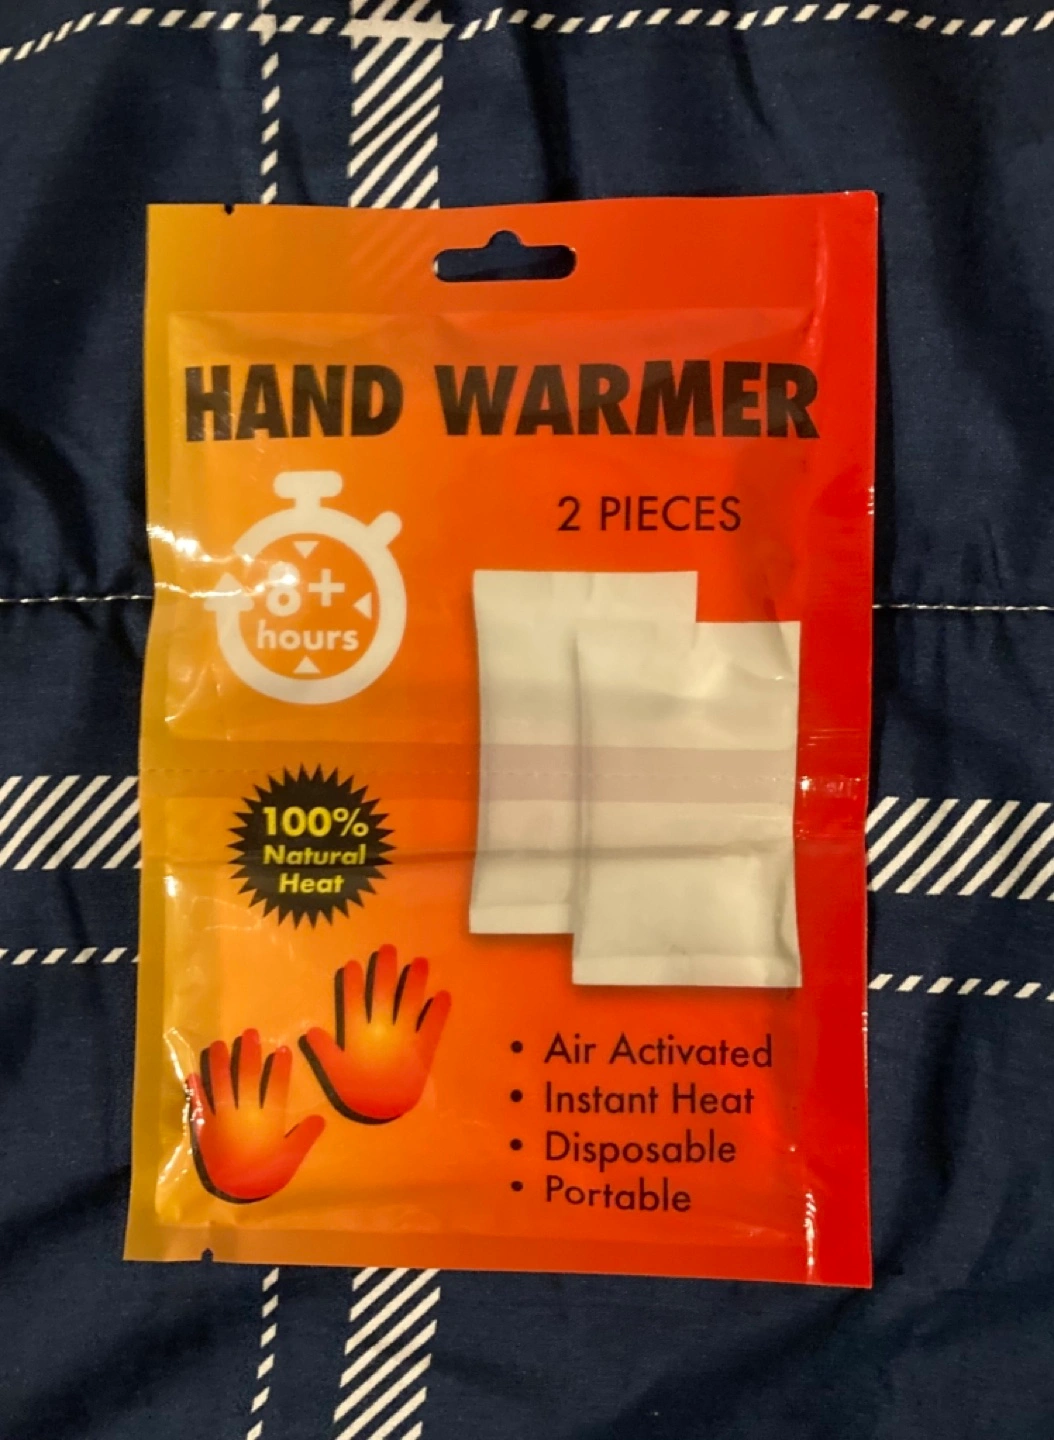 HAND WARMER
2 PIECES
8+
hours
100%
Natural
Heat
• Air Activated
• Instant Heat
• Disposable
• Portable